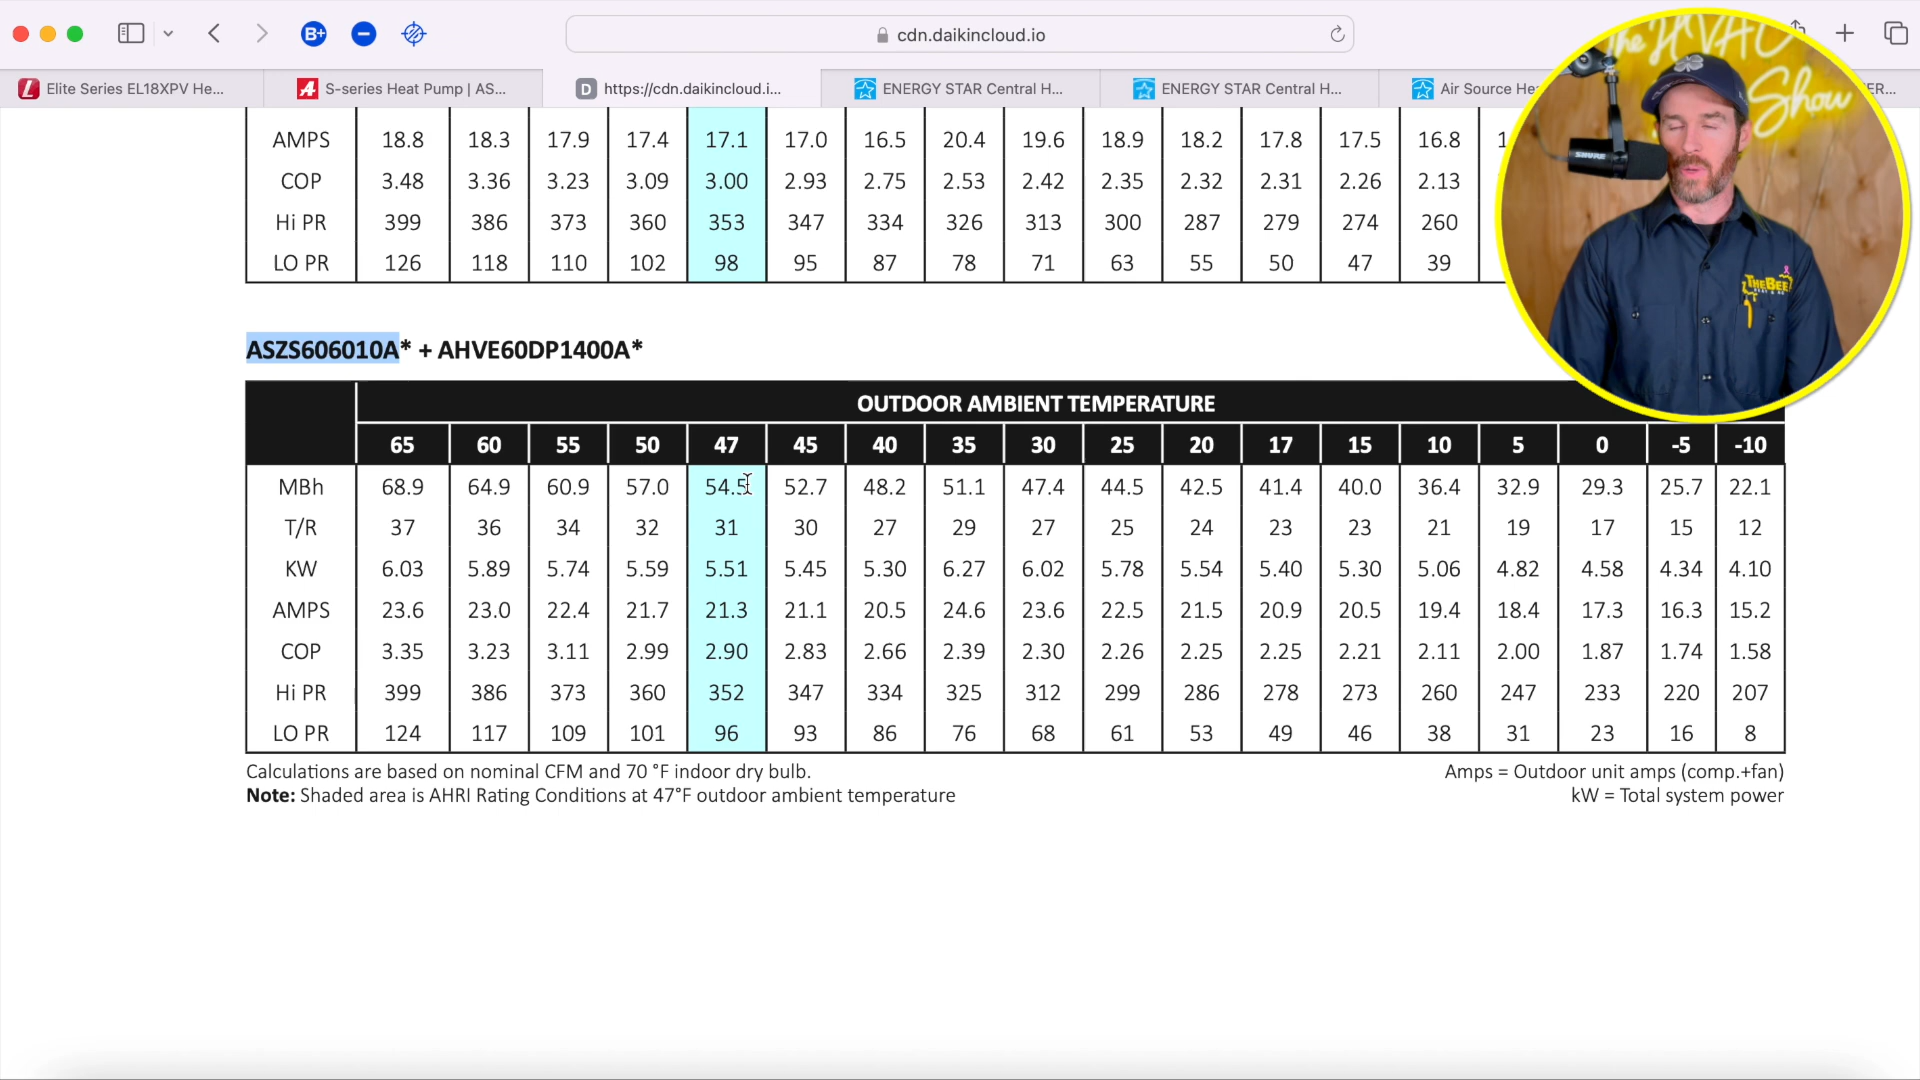 cdn.daikincloud.io
Elite Series EL18XPV He...
S-series Heat Pump | AS...
https://cdn.daikincloud.i...
ENERGY STAR Central H...
ENERGY STAR Central H...
Air Source He
ER...
The HVAC
Show
SHURE
THEBEE
AMPS 18.8 18.3 17.9 17.4 17.1 17.0 16.5 20.4 19.6 18.9 18.2 17.8 17.5 16.8
COP 3.48 3.36 3.23 3.09 3.00 2.93 2.75 2.53 2.42 2.35 2.32 2.31 2.26 2.13
Hi PR 399 386 373 360 353 347 334 326 313 300 287 279 274 260
LO PR 126 118 110 102 98 95 87 78 71 63 55 50 47 39
ASZS606010A* + AHVE60DP1400A*
OUTDOOR AMBIENT TEMPERATURE
65 60 55 50 47 45 40 35 30 25 20 17 15 10 5 0 -5 -10
MBh 68.9 64.9 60.9 57.0 54.5 52.7 48.2 51.1 47.4 44.5 42.5 41.4 40.0 36.4 32.9 29.3 25.7 22.1
T/R 37 36 34 32 31 30 27 29 27 25 24 23 23 21 19 17 15 12
KW 6.03 5.89 5.74 5.59 5.51 5.45 5.30 6.27 6.02 5.78 5.54 5.40 5.30 5.06 4.82 4.58 4.34 4.10
AMPS 23.6 23.0 22.4 21.7 21.3 21.1 20.5 24.6 23.6 22.5 21.5 20.9 20.5 19.4 18.4 17.3 16.3 15.2
COP 3.35 3.23 3.11 2.99 2.90 2.83 2.66 2.39 2.30 2.26 2.25 2.25 2.21 2.11 2.00 1.87 1.74 1.58
Hi PR 399 386 373 360 352 347 334 325 312 299 286 278 273 260 247 233 220 207
LO PR 124 117 109 101 96 93 86 76 68 61 53 49 46 38 31 23 16 8
Calculations are based on nominal CFM and 70 °F indoor dry bulb.
Amps = Outdoor unit amps (comp.+fan)
Note: Shaded area is AHRI Rating Conditions at 47°F outdoor ambient temperature
kW = Total system power